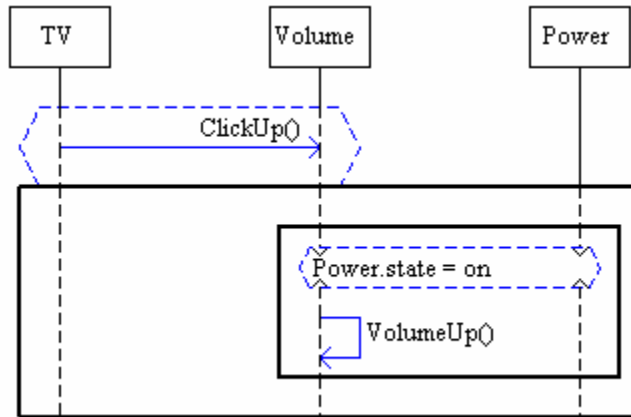 TV
Volume
Power
ClickUp()
Power.state = on
VolumeUp()